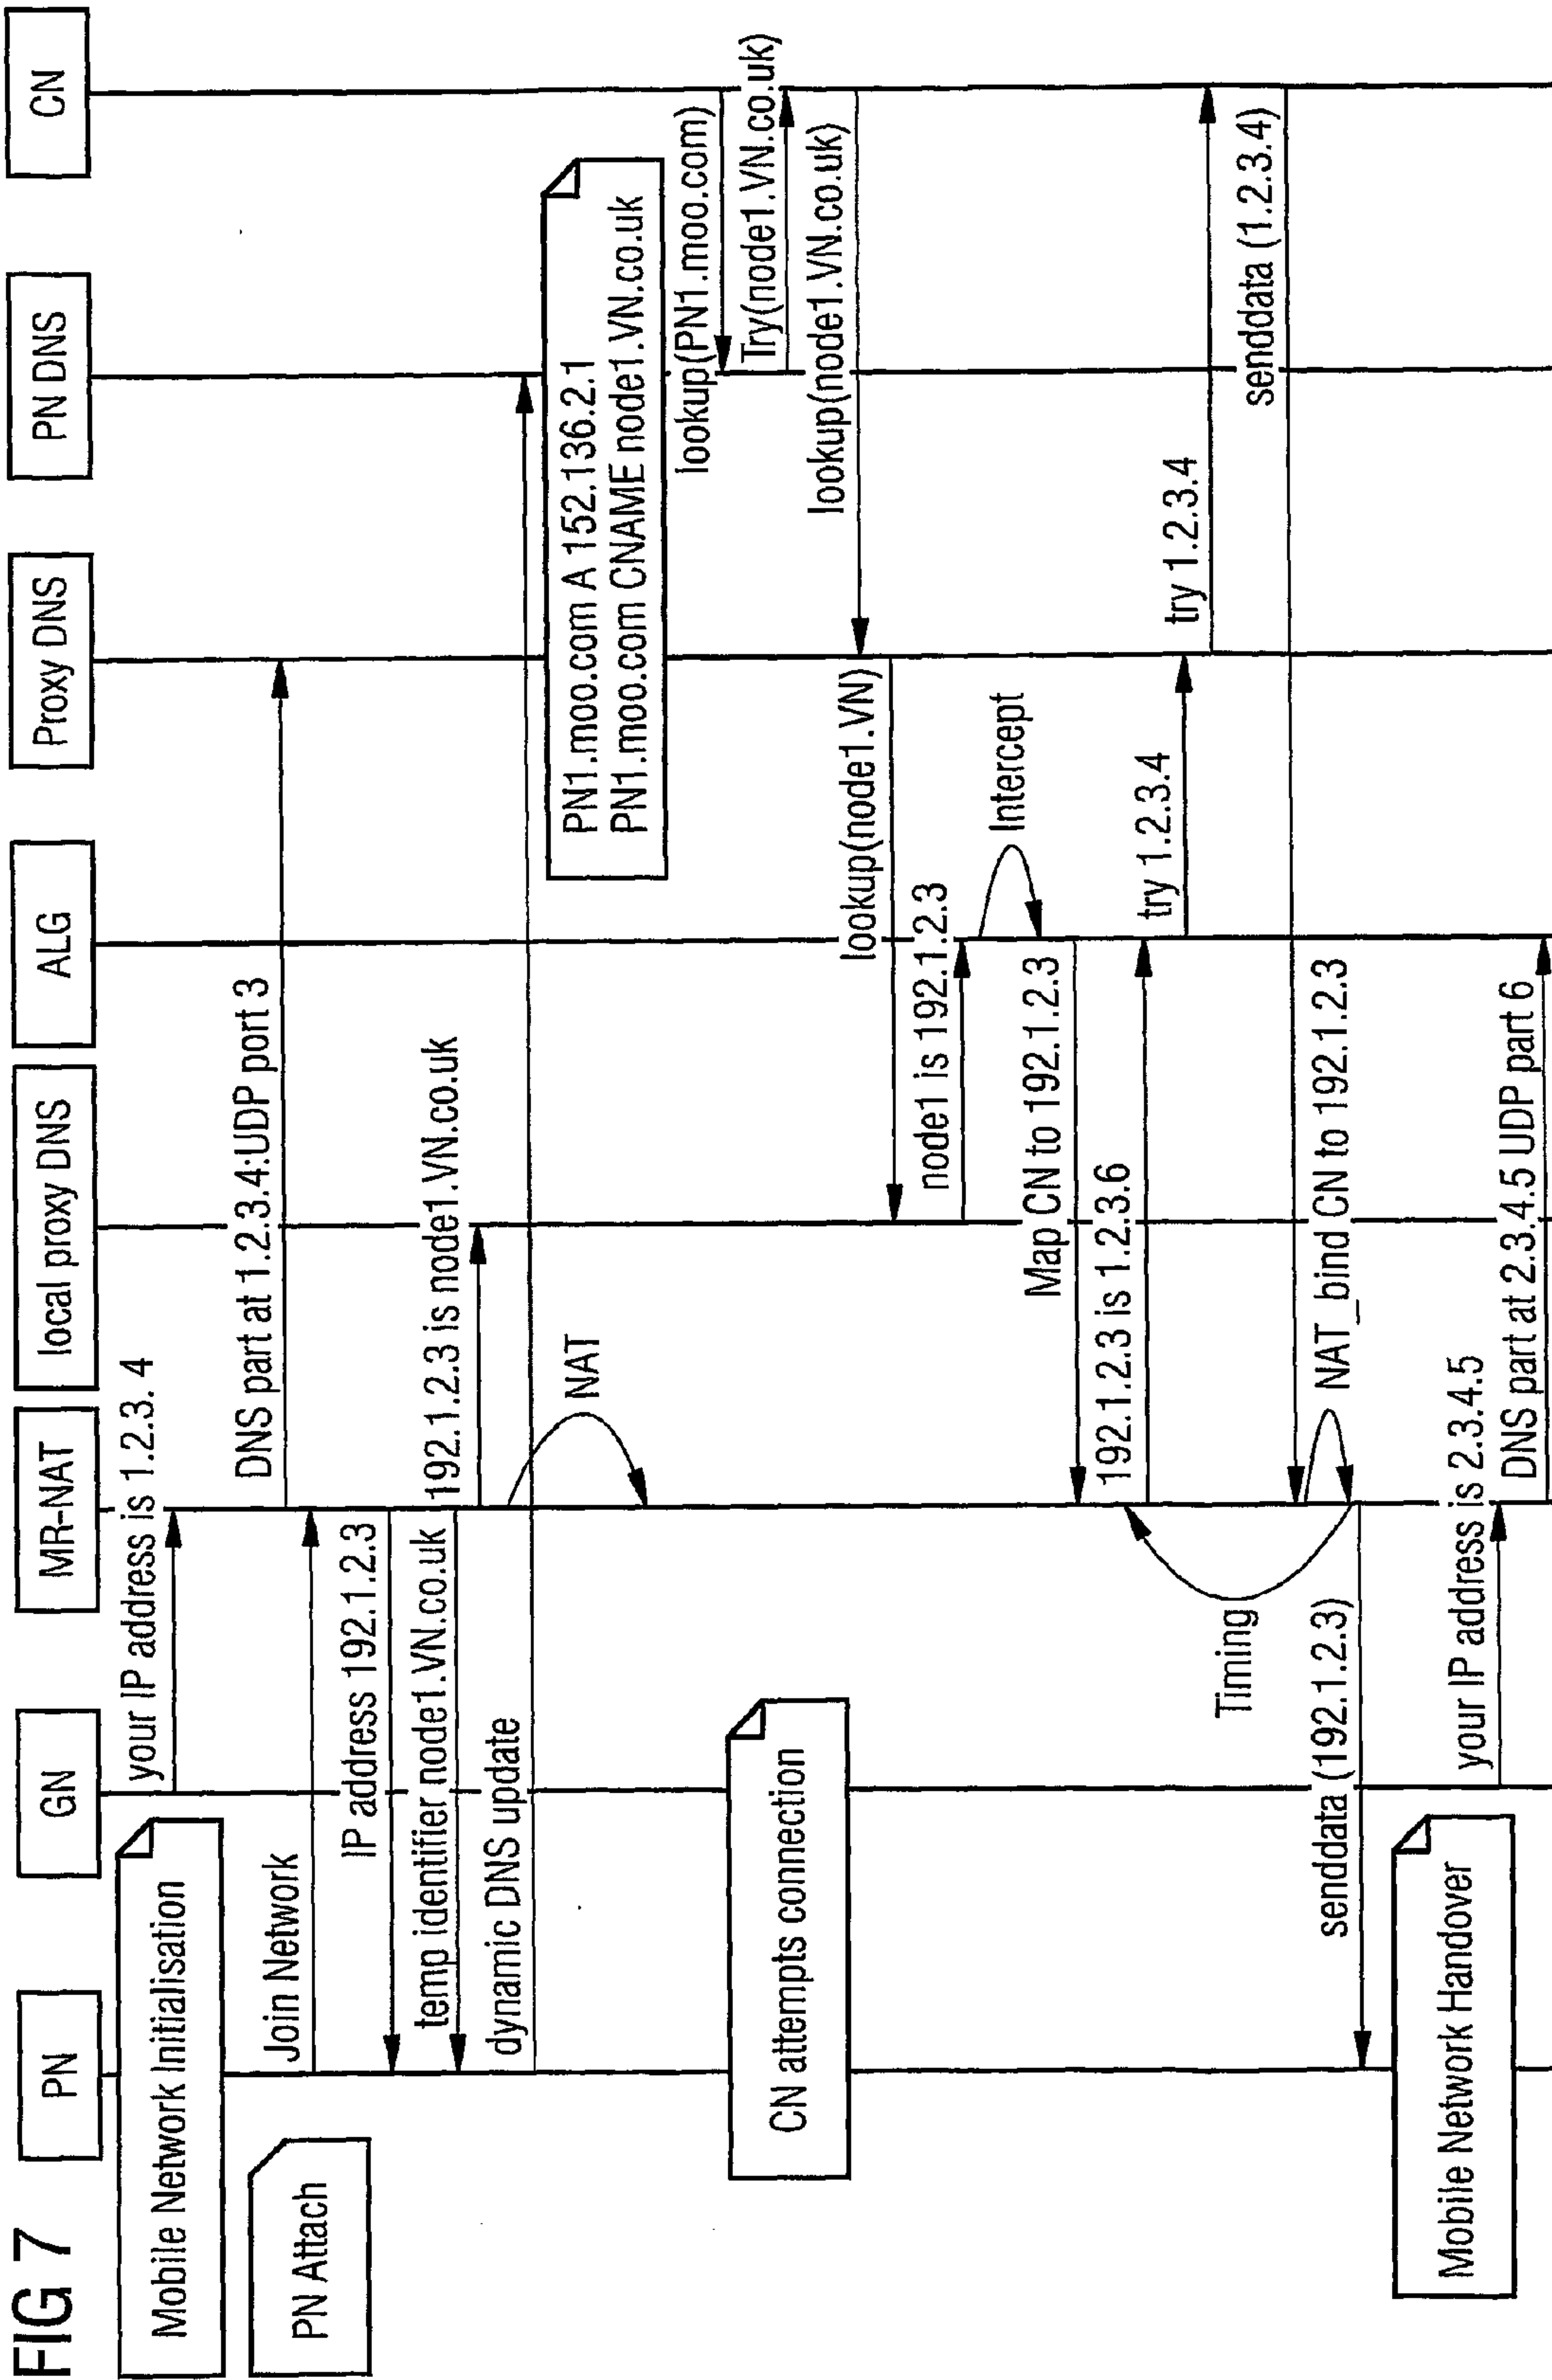 FIG 7
PN
GN
MR-NAT
local proxy DNS
ALG
Proxy DNS
PN DNS
CN
Mobile Network Initialisation
your IP address is 1.2.3. 4
PN Attach
DNS part at 1.2.3.4:UDP port 3
Join Network
IP address 192.1.2.3
temp identifier node1.VN.co.uk
192.1.2.3 is node1.VN.co.uk
dynamic DNS update
NAT
PN1.moo.com A 152.136.2.1
PN1.moo.com CNAME node1.VN.co.uk
lookup(PN1.moo.com)
CN attempts connection
Try(node1.VN.co.uk)
lookup(node1.VN.co.uk)
lookup(node1.VN)
node1 is 192.1.2.3
Intercept
Map CN to 192.1.2.3
192.1.2.3 is 1.2.3.6
try 1.2.3.4
try 1.2.3.4
Timing
senddata (1.2.3.4)
NAT_bind CN to 192.1.2.3
senddata (192.1.2.3)
Mobile Network Handover
your IP address is 2.3.4.5
DNS part at 2.3.4.5 UDP part 6